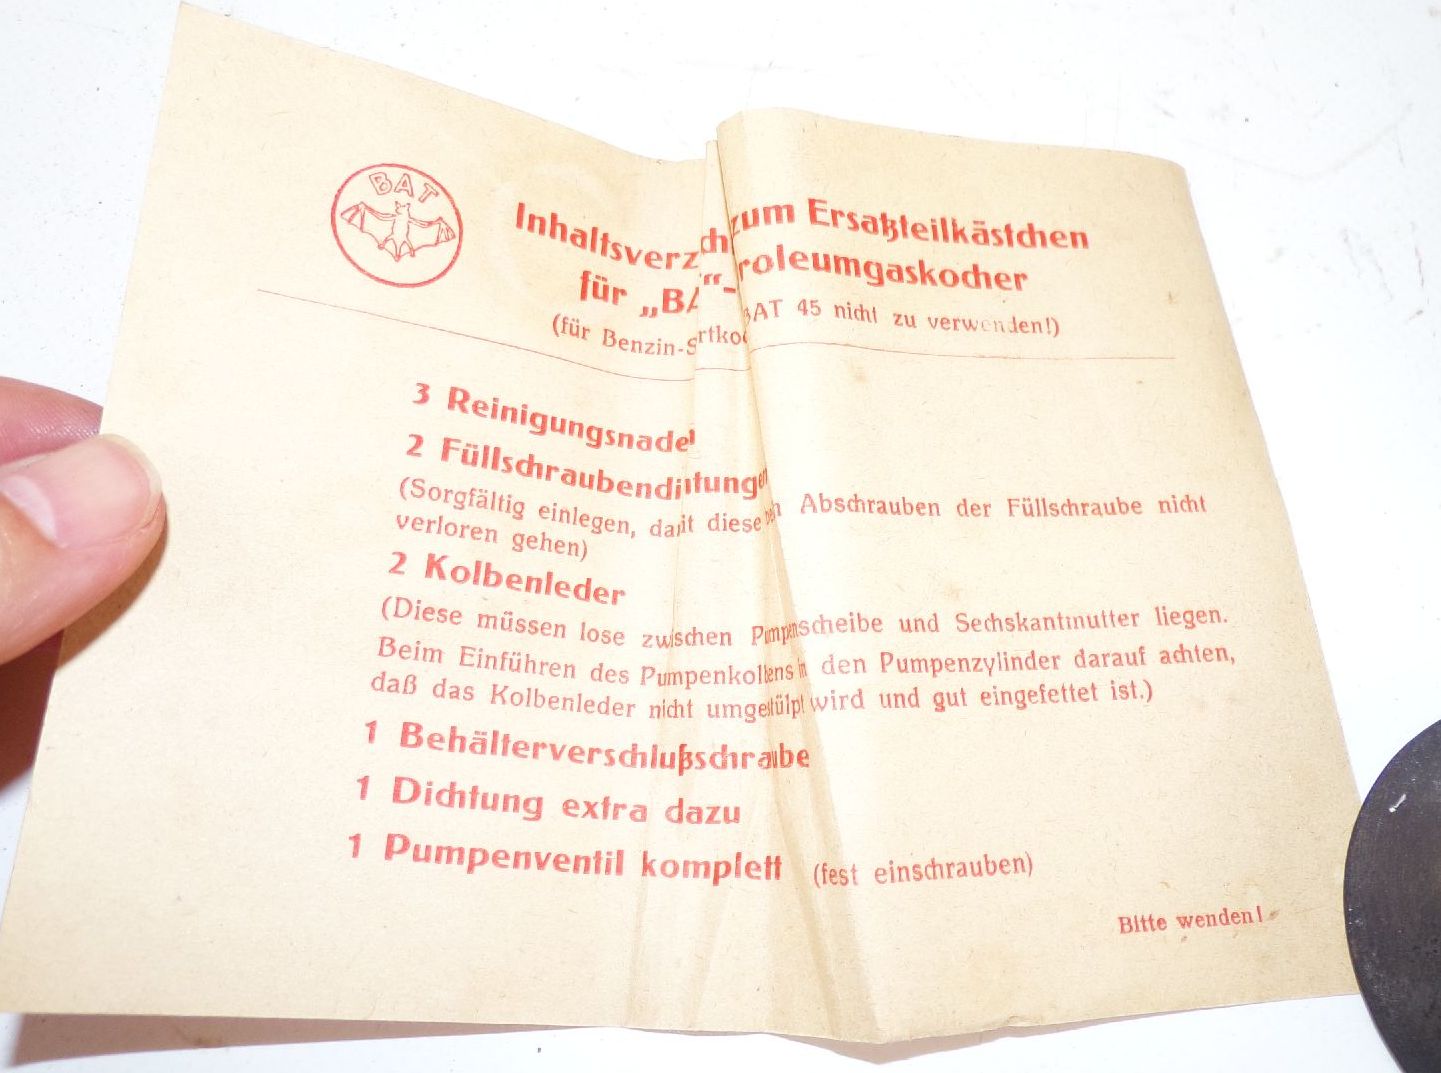 BAT
Inhaltsverz ch zum Ersatzteilkästchen
für „BA“-roleumgaskocher
(für Benzin-S rtko BAT 45 nicht zu verwenden!)
3 Reinigungsnadel
2 Füllschraubendichtungen
(Sorgfältig einlegen, damit diese beim Abschrauben der Füllschraube nicht
verloren gehen)
2 Kolbenleder
(Diese müssen lose zwischen Pumpenscheibe und Sechskantmutter liegen.
Beim Einführen des Pumpenkolbens in den Pumpenzylinder darauf achten,
daß das Kolbenleder nicht umgestülpt wird und gut eingefettet ist.)
1 Behälterverschlußschraube
1 Dichtung extra dazu
1 Pumpenventil komplett (fest einschrauben)
Bitte wenden!